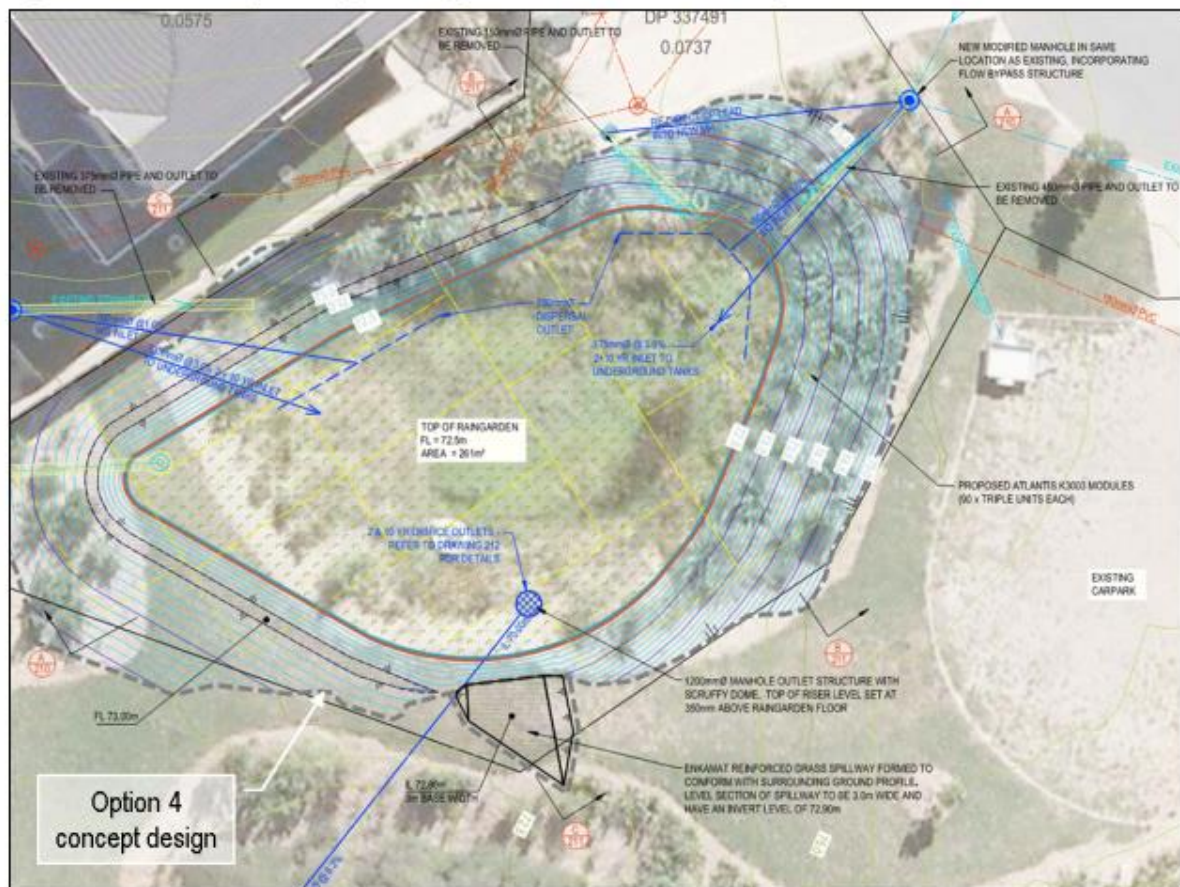 0.0575
DP 337491
0.0737
EXISTING 150mmØ PIPE AND OUTLET TO
BE REMOVED
NEW MODIFIED MANHOLE IN SAME
LOCATION AS EXISTING, INCORPORATING
FLOW BYPASS STRUCTURE
EXISTING 375mmØ PIPE AND OUTLET TO
BE REMOVED
EXISTING 450mmØ PIPE AND OUTLET TO
BE REMOVED
DISPERSAL
OUTLET
375mmØ @ 3.0%
2+10 YR INLET TO
UNDERGROUND TANKS
TOP OF RAINGARDEN
FL = 72.5m
AREA = 261m²
PROPOSED ATLANTIS K3003 MODULES
(90 x TRIPLE UNITS EACH)
2 & 10 YR ORIFICE OUTLETS -
REFER TO DRAWING 212
FOR DETAILS
EXISTING
CARPARK
1200mmØ MANHOLE OUTLET STRUCTURE WITH
SCRUFFY DOME. TOP OF RISER LEVEL SET AT
350mm ABOVE RAINGARDEN FLOOR
FL 73.00m
ENKAMAT REINFORCED GRASS SPILLWAY FORMED TO
CONFORM WITH SURROUNDING GROUND PROFILE.
LEVEL SECTION OF SPILLWAY TO BE 3.0m WIDE AND
HAVE AN INVERT LEVEL OF 72.90m
3m BASE WIDTH
Option 4
concept design